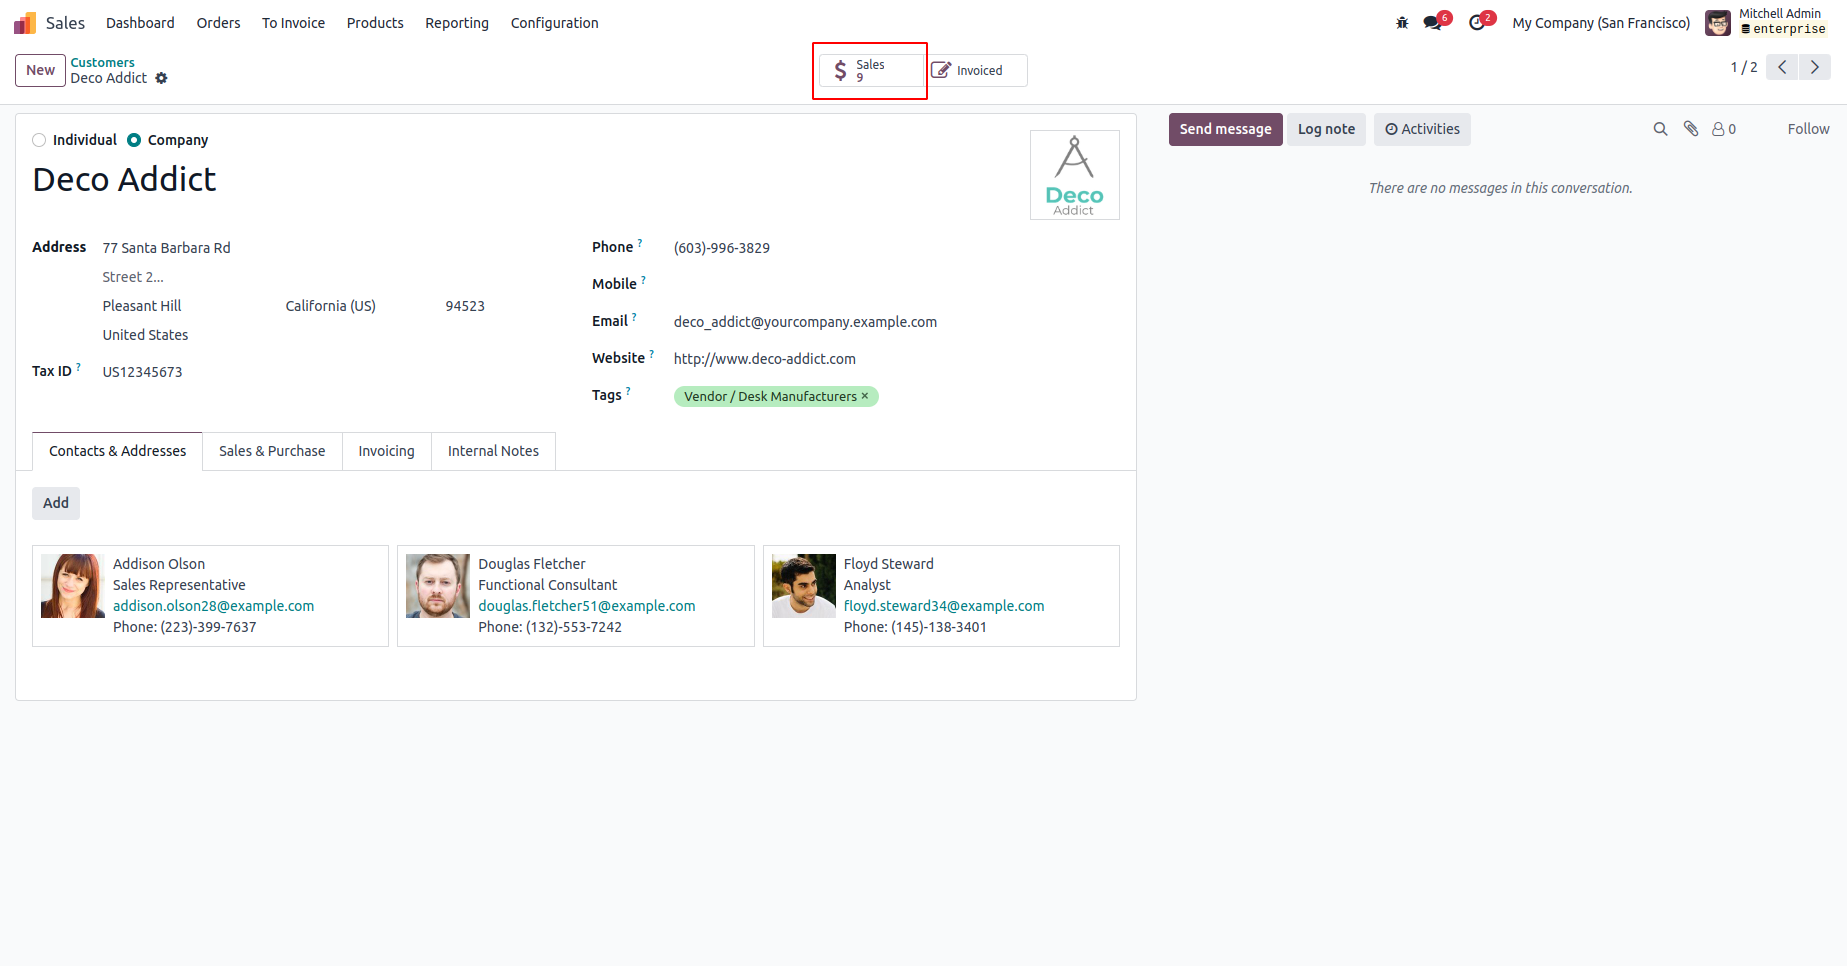 Sales Dashboard Orders To Invoice Products Reporting Configuration 6 2 My Company (San Francisco) Mitchell Admin
enterprise
New Customers
Deco Addict
Sales
9
Invoiced
1 / 2
Individual Company
Deco Addict
Deco
Addict
Address 77 Santa Barbara Rd
Street 2...
Pleasant Hill California (US) 94523
United States
Tax ID ? US12345673
Phone ? (603)-996-3829
Mobile ?
Email ? deco_addict@yourcompany.example.com
Website ? http://www.deco-addict.com
Tags ? Vendor / Desk Manufacturers ×
Contacts & Addresses Sales & Purchase Invoicing Internal Notes
Add
Addison Olson
Sales Representative
addison.olson28@example.com
Phone: (223)-399-7637
Douglas Fletcher
Functional Consultant
douglas.fletcher51@example.com
Phone: (132)-553-7242
Floyd Steward
Analyst
floyd.steward34@example.com
Phone: (145)-138-3401
Send message Log note Activities 0 Follow
There are no messages in this conversation.